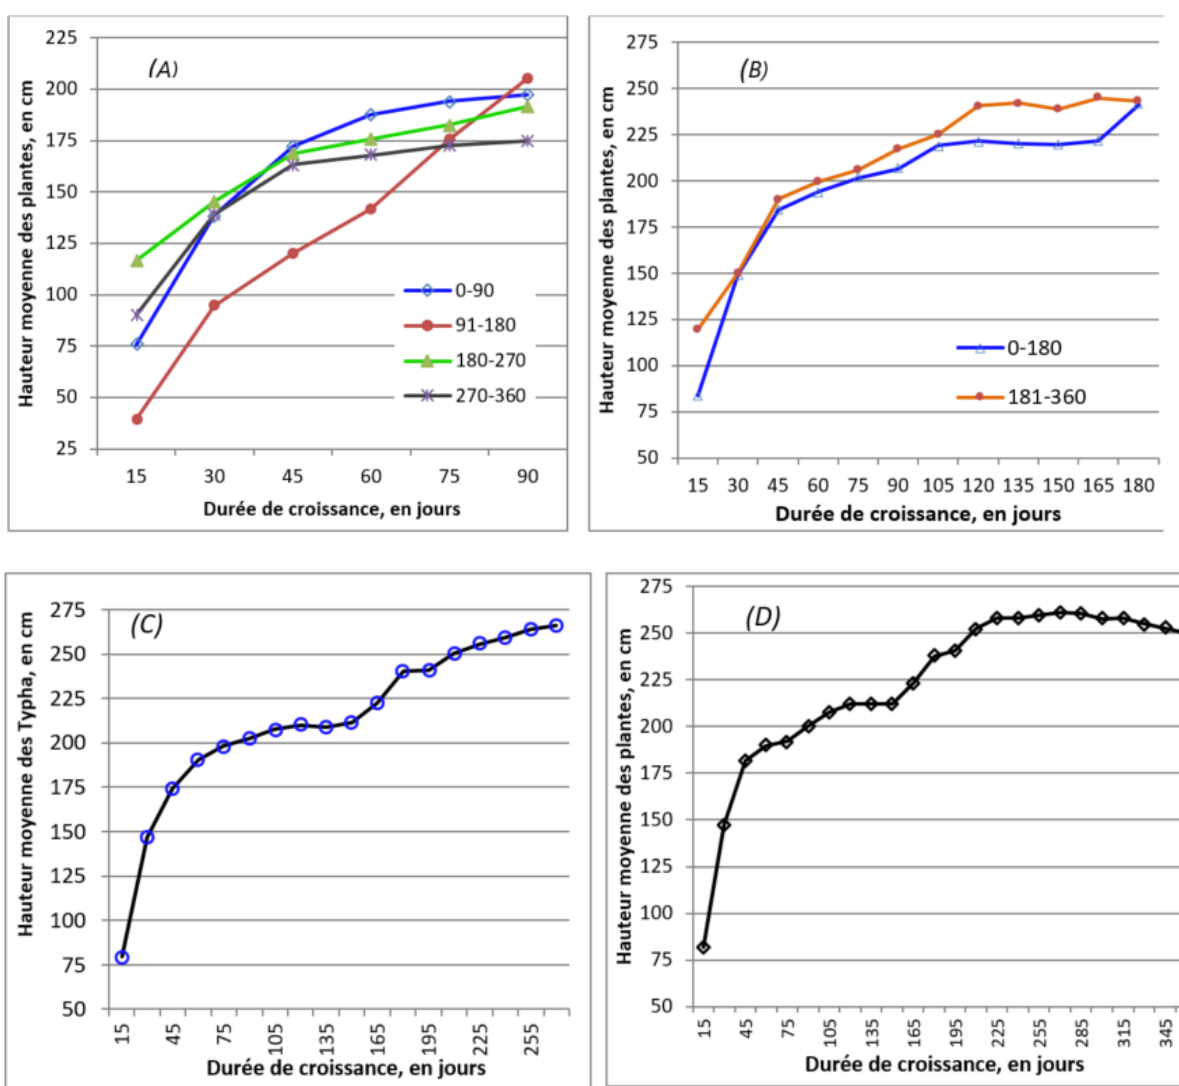 (A)
Hauteur moyenne des plantes, en cm
225
200
175
150
125
100
75
50
25
0-90
91-180
180-270
270-360
15 30 45 60 75 90
Durée de croissance, en jours
(B)
Hauteur moyenne des plantes, en cm
275
250
225
200
175
150
125
100
75
50
0-180
181-360
15 30 45 60 75 90 105 120 135 150 165 180
Durée de croissance, en jours
(C)
Hauteur moyenne des Typha, en cm
275
250
225
200
175
150
125
100
75
50
15 45 75 105 135 165 195 225 255
Durée de croissance, en jours
(D)
Hauteur moyenne des plantes, en cm
275
250
225
200
175
150
125
100
75
50
15 45 75 105 135 165 195 225 255 285 315 345
Durée de croissance, en jours